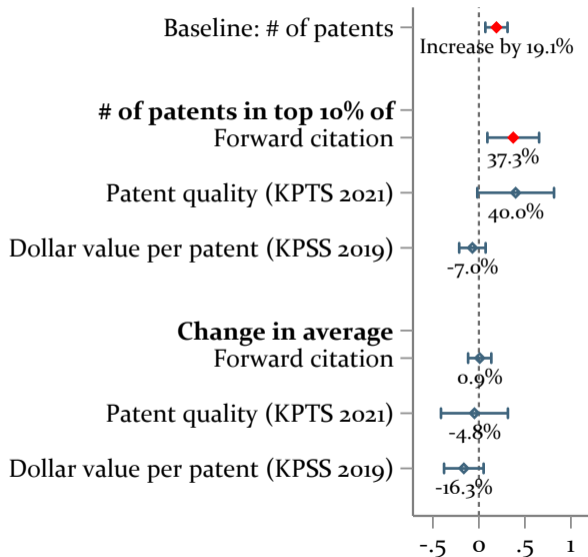 Baseline: # of patents
Increase by 19.1%
# of patents in top 10% of
Forward citation
37.3%
Patent quality (KPTS 2021)
40.0%
Dollar value per patent (KPSS 2019)
-7.0%
Change in average
Forward citation
0.9%
Patent quality (KPTS 2021)
-4.8%
Dollar value per patent (KPSS 2019)
-16.3%
-.5 0 .5 1